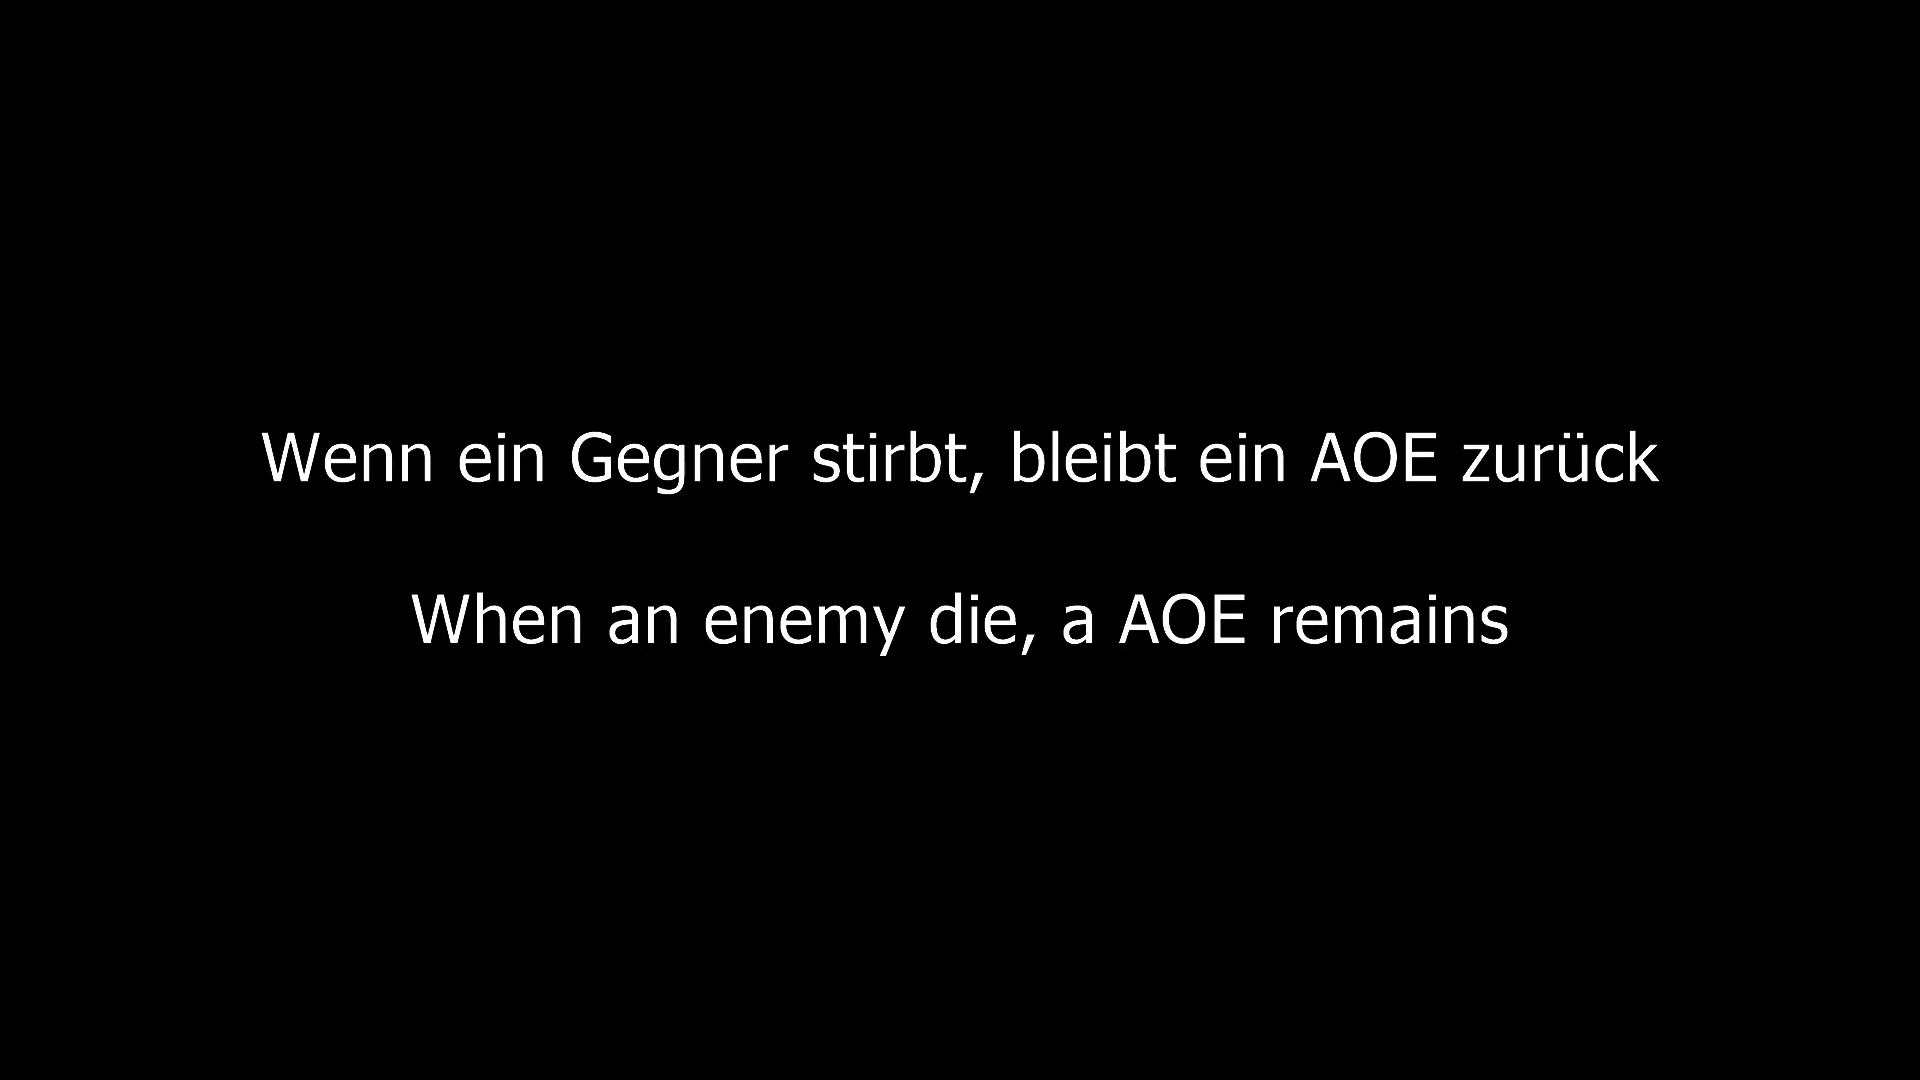 Wenn ein Gegner stirbt, bleibt ein AOE zurück
When an enemy die, a AOE remains